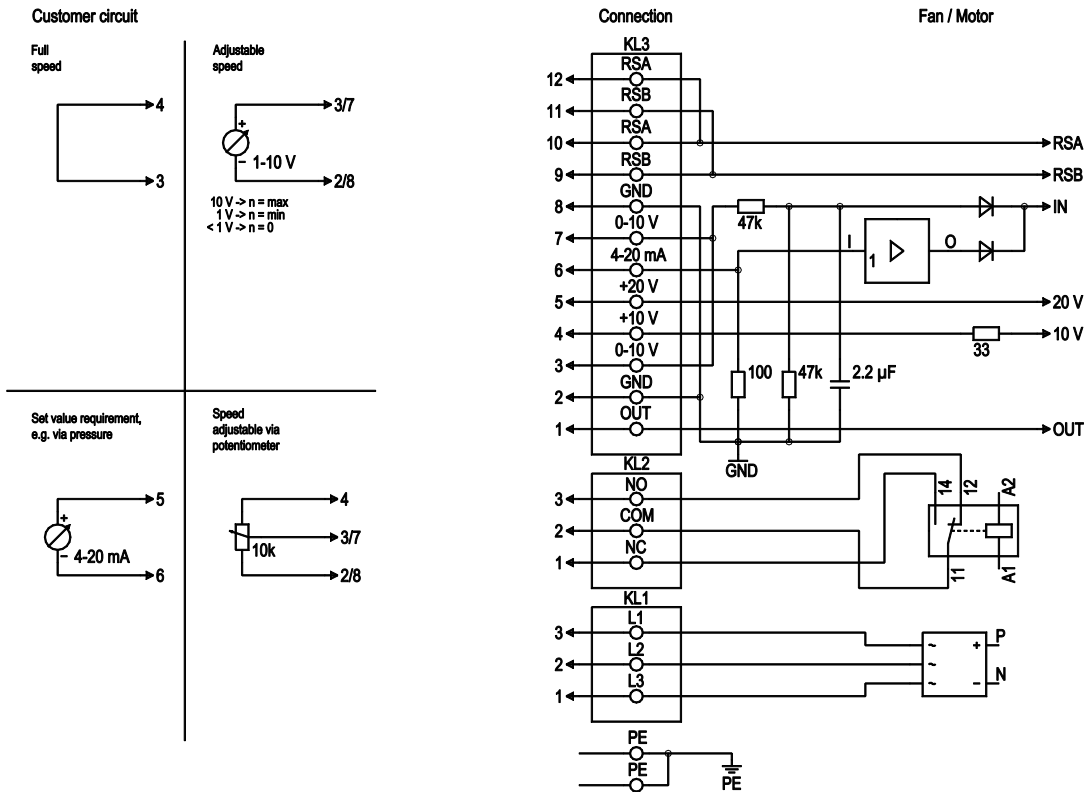 Customer circuit
Full
speed
4
3
Adjustable
speed
3/7
+
1-10 V
–
2/8
10 V -> n = max
1 V -> n = min
< 1 V -> n = 0
Set value requirement,
e.g. via pressure
5
+
4-20 mA
–
6
Speed
adjustable via
potentiometer
4
3/7
10k
2/8
Connection
Fan / Motor
KL3
RSA
12
RSB
11
RSA
10
RSA
RSB
9
RSB
GND
8
IN
0-10 V
47k
7
I
1
O
4-20 mA
6
+20 V
5
20 V
+10 V
4
10 V
33
0-10 V
3
100
47k
2.2 µF
GND
2
OUT
1
OUT
GND
KL2
NO
3
14
12
A2
COM
2
NC
1
11
A1
KL1
L1
3
~
+
P
L2
2
~
L3
1
~
–
N
PE
PE
PE